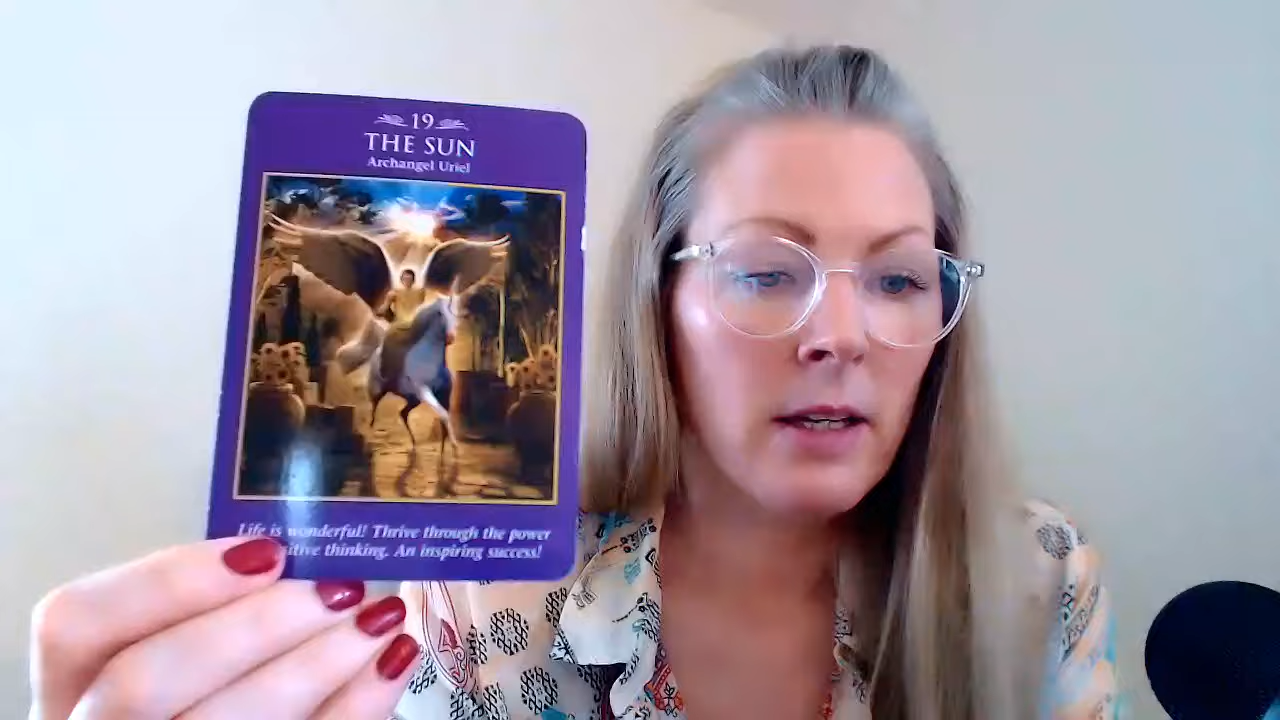 19
THE SUN
Archangel Uriel
Life is wonderful! Thrive through the power
sitive thinking. An inspiring success!